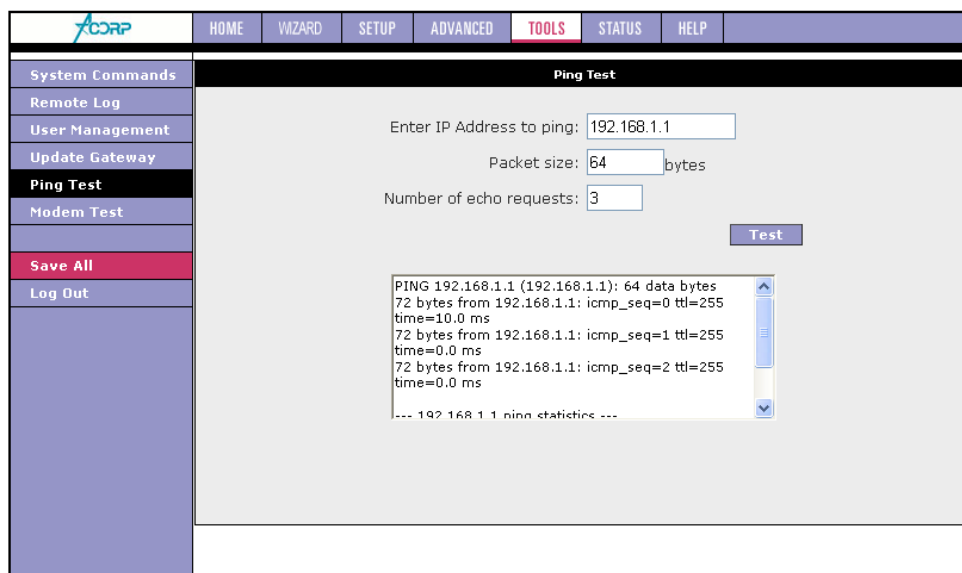 ACORP
HOME WIZARD SETUP ADVANCED TOOLS STATUS HELP
System Commands
Remote Log
User Management
Update Gateway
Ping Test
Modem Test
Save All
Log Out
Ping Test
Enter IP Address to ping: 192.168.1.1
Packet size: 64 bytes
Number of echo requests: 3
Test
PING 192.168.1.1 (192.168.1.1): 64 data bytes
72 bytes from 192.168.1.1: icmp_seq=0 ttl=255
time=10.0 ms
72 bytes from 192.168.1.1: icmp_seq=1 ttl=255
time=0.0 ms
72 bytes from 192.168.1.1: icmp_seq=2 ttl=255
time=0.0 ms
--- 192.168.1.1 ping statistics ---